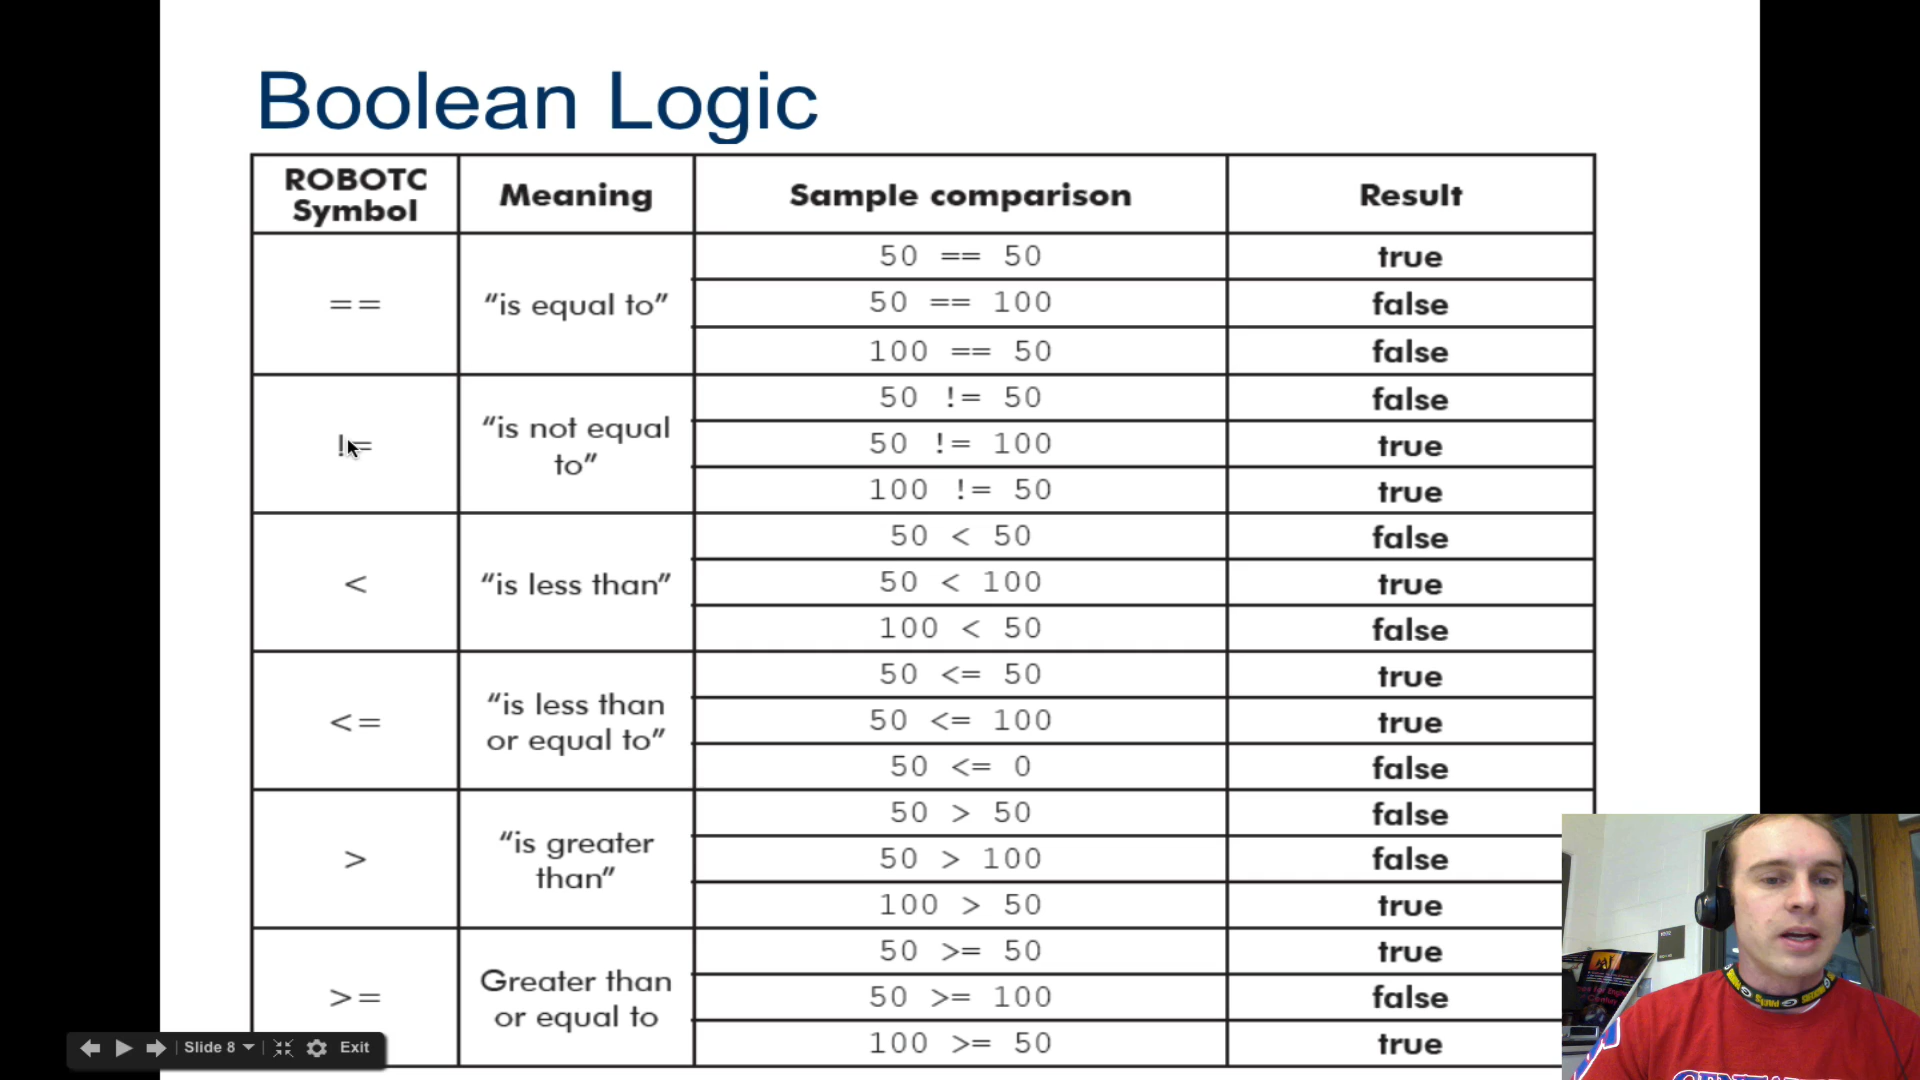 Boolean Logic
ROBOTC Symbol Meaning Sample comparison Result
== “is equal to” 50 == 50 true
50 == 100 false
100 == 50 false
!= “is not equal to” 50 != 50 false
50 != 100 true
100 != 50 true
< “is less than” 50 < 50 false
50 < 100 true
100 < 50 false
<= “is less than or equal to” 50 <= 50 true
50 <= 100 true
50 <= 0 false
> “is greater than” 50 > 50 false
50 > 100 false
100 > 50 true
>= Greater than or equal to 50 >= 50 true
50 >= 100 false
100 >= 50 true
Slide 8 Exit